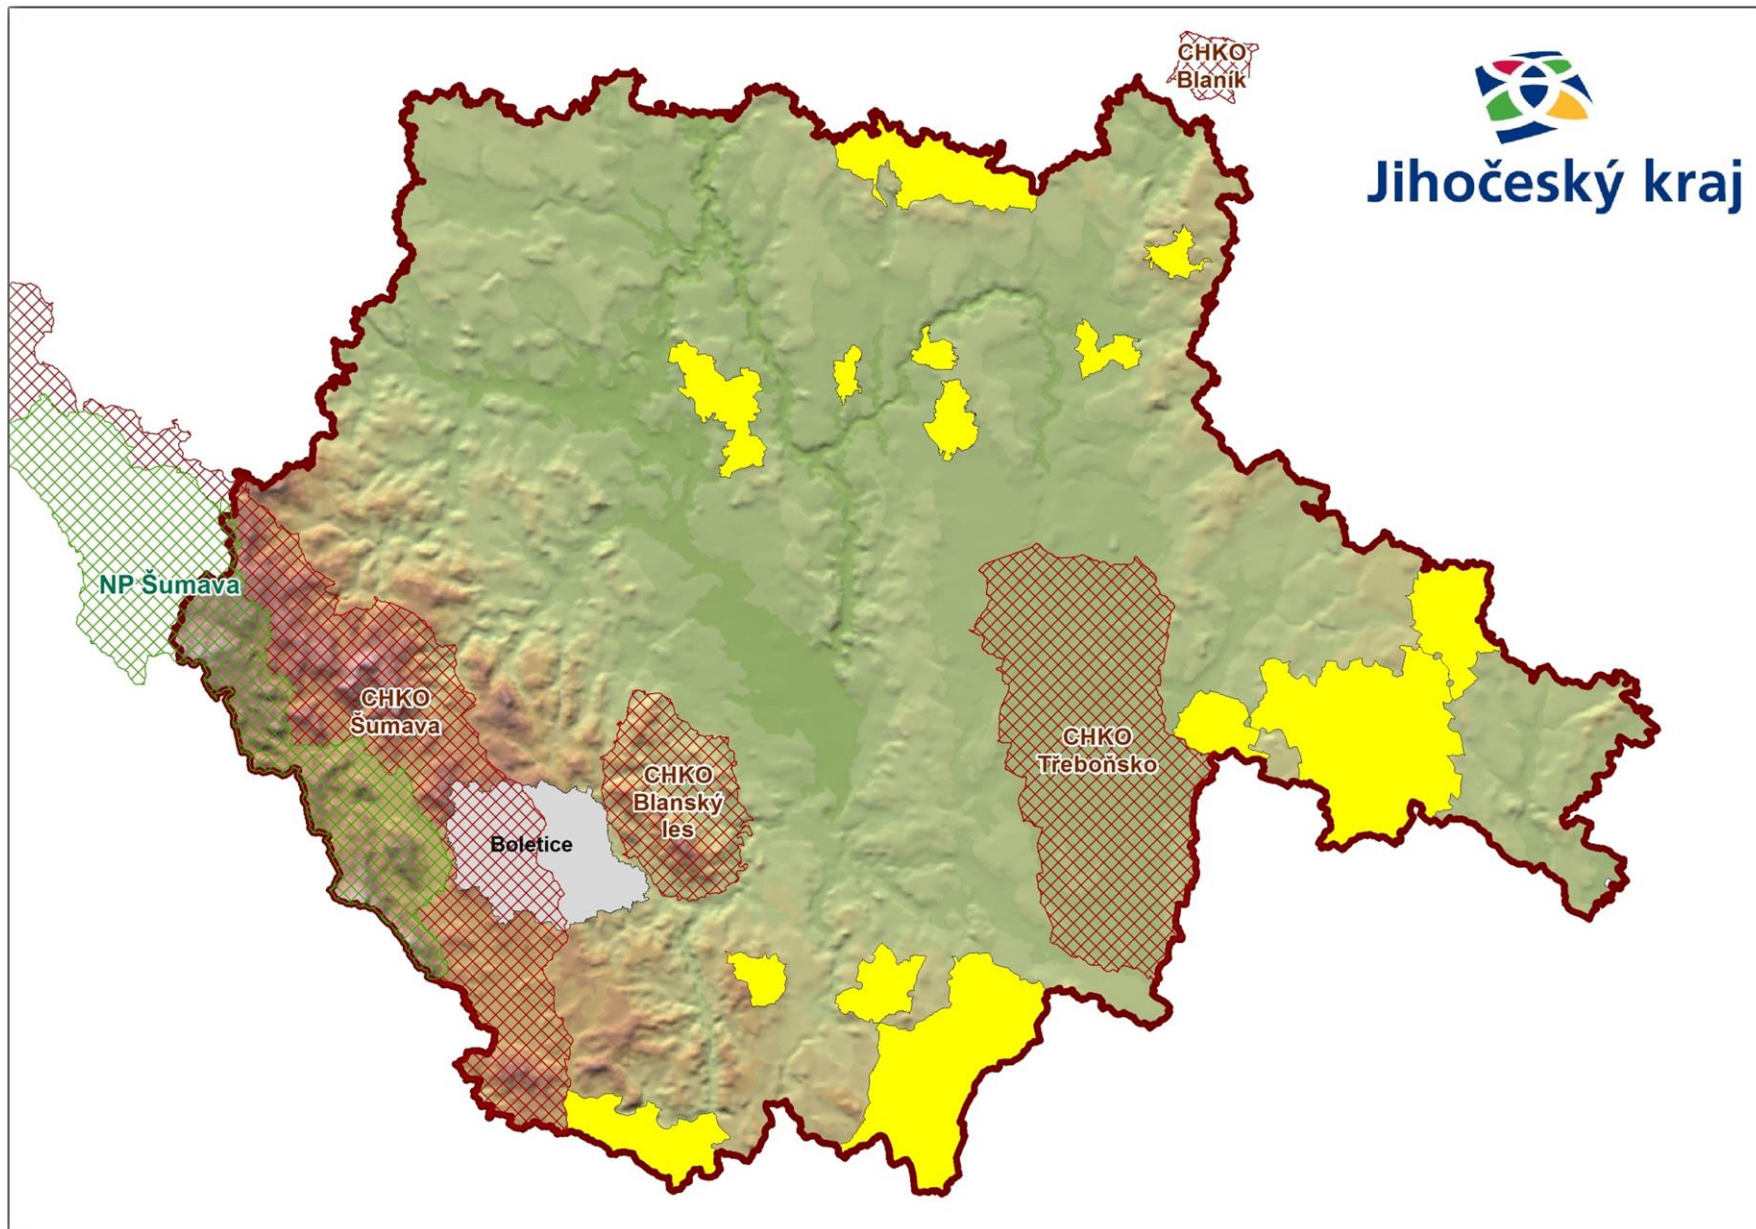 CHKO
Blaník
Jihočeský kraj
NP Šumava
CHKO
Šumava
CHKO
Blanský
les
CHKO
Třeboňsko
Boletice